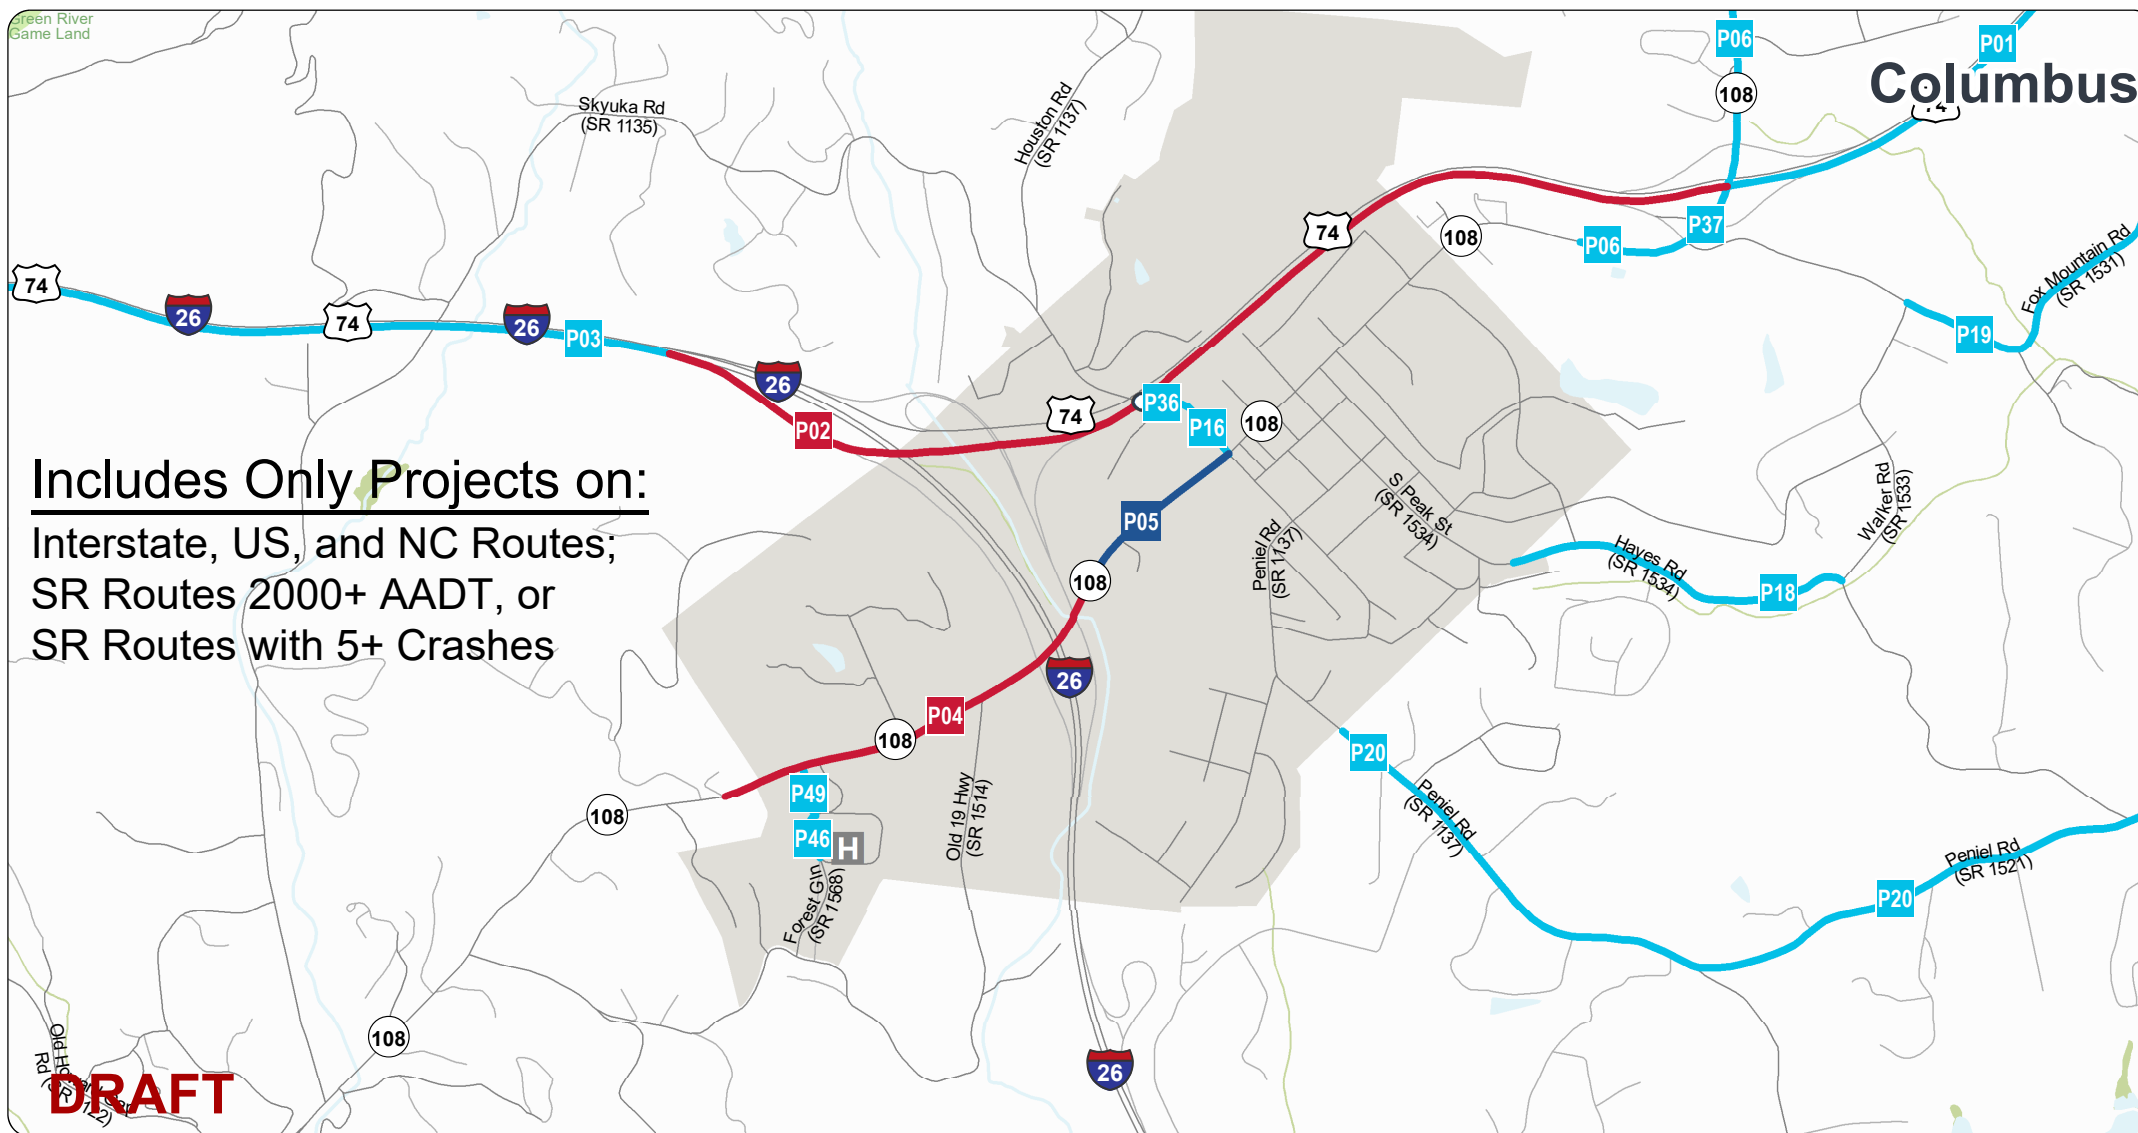 Green River
Game Land
P06
P01
Columbus
108
74
Skyuka Rd
(SR 1135)
Houston Rd
(SR 1137)
74
108
P37
P06
Fox Mountain Rd
(SR 1531)
74
26
74
26
P03
P19
26
P02
74
P36
P16
108
Includes Only Projects on:
Interstate, US, and NC Routes;
SR Routes 2000+ AADT, or
SR Routes with 5+ Crashes
P05
S Peak St
(SR 1534)
Walker Rd
(SR 1533)
Peniel Rd
(SR 1137)
108
Hayes Rd
(SR 1534)
P18
26
P04
108
P20
P49
108
P46
H
Old 19 Hwy
(SR 1514)
Peniel Rd
(SR 1137)
Peniel Rd
(SR 1521)
P20
Forest Gln
(SR 1568)
108
26
DRAFT